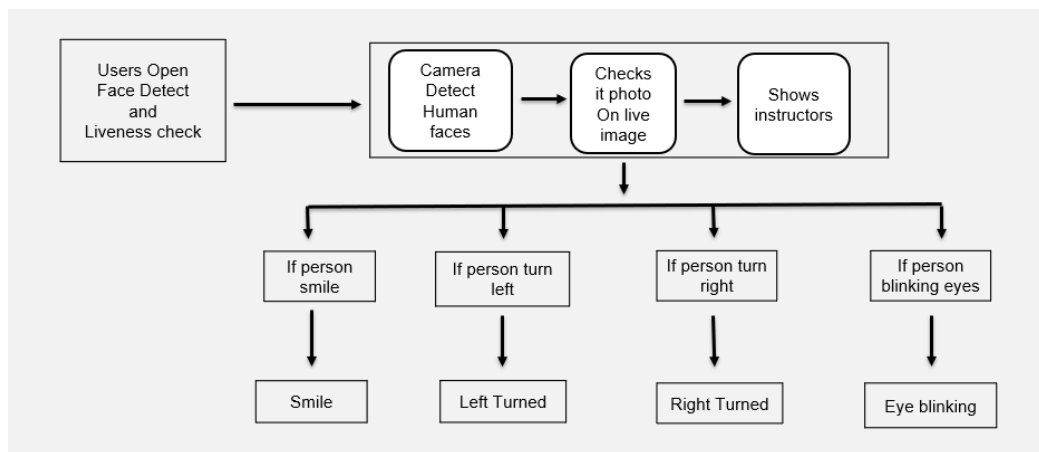 Users Open
Face Detect
and
Liveness check
Camera
Detect
Human
faces
Checks
it photo
On live
image
Shows
instructors
If person
smile
If person turn
left
If person turn
right
If person
blinking eyes
Smile
Left Turned
Right Turned
Eye blinking